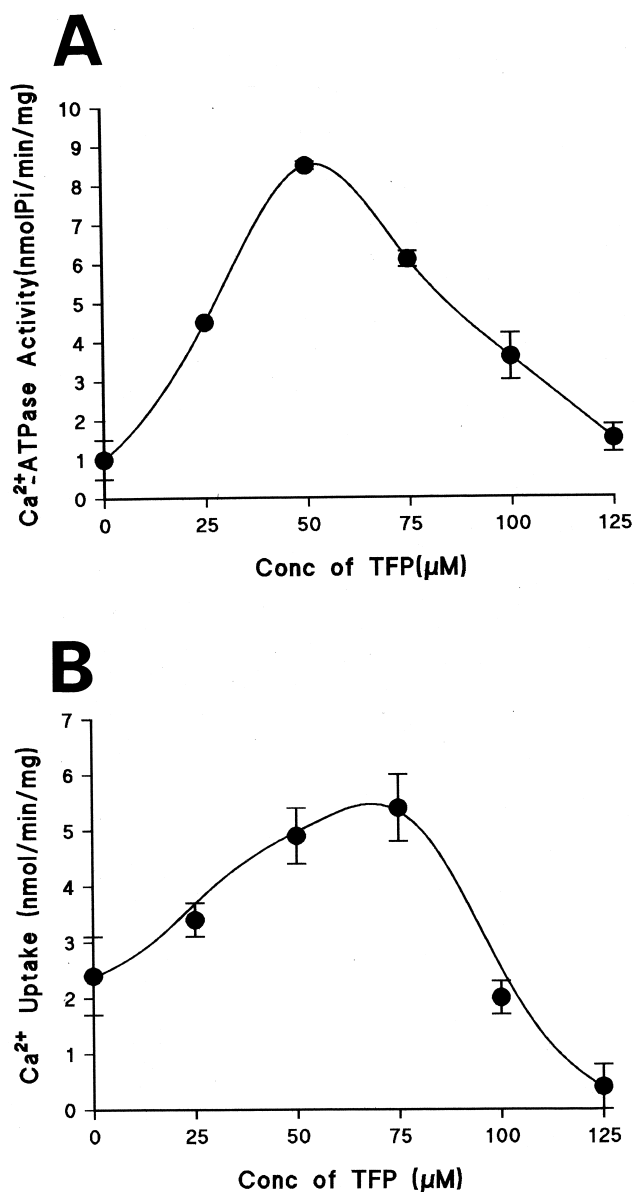 A
Ca2+-ATPase Activity(nmolPi/min/mg)
10
9
8
7
6
5
4
3
2
1
0
0 25 50 75 100 125
Conc of TFP(μM)
B
Ca2+ Uptake (nmol/min/mg)
7
6
5
4
3
2
1
0
0 25 50 75 100 125
Conc of TFP (μM)